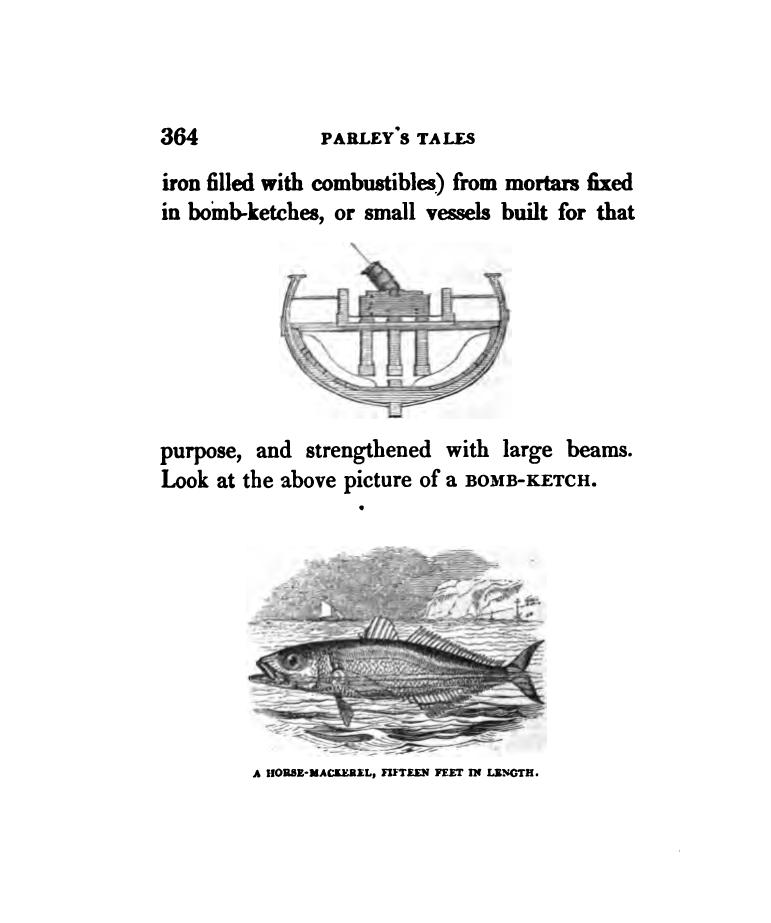 364 PARLEY'S TALES
iron filled with combustibles) from mortars fixed
in bomb-ketches, or small vessels built for that
purpose, and strengthened with large beams.
Look at the above picture of a BOMB-KETCH.
A HORSE-MACKEREL, FIFTEEN FEET IN LENGTH.